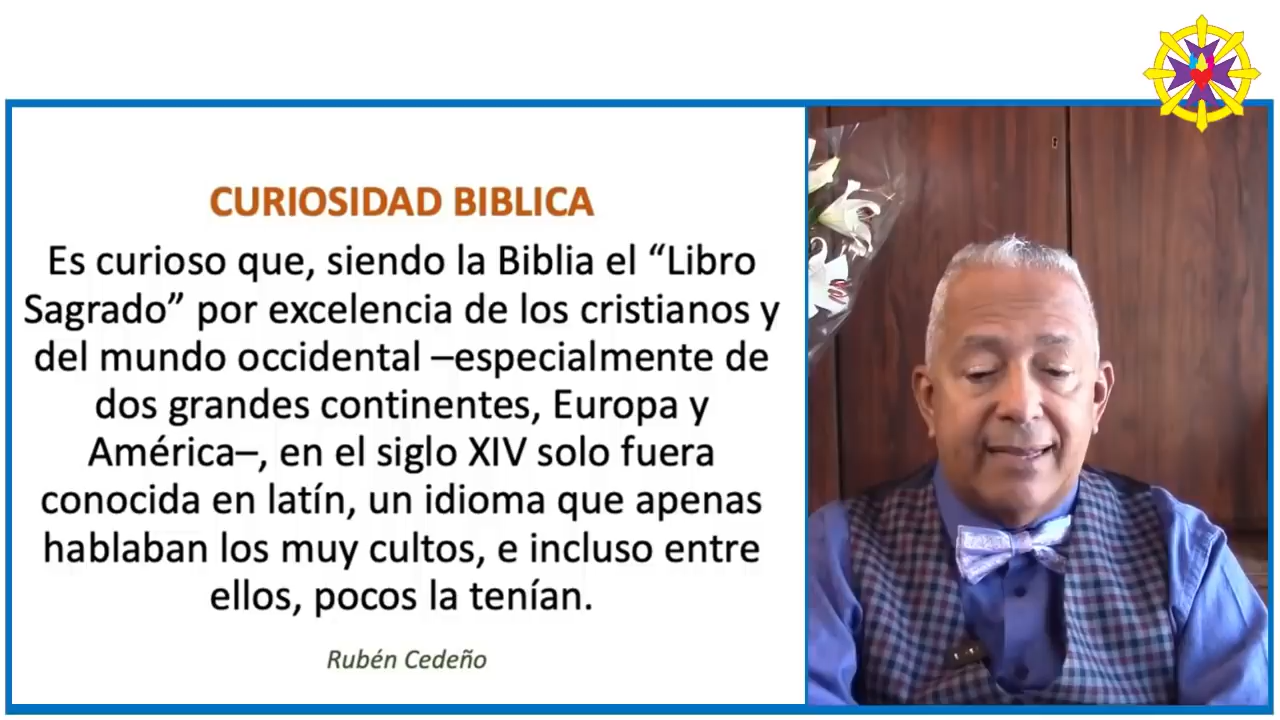 CURIOSIDAD BIBLICA
Es curioso que, siendo la Biblia el “Libro
Sagrado” por excelencia de los cristianos y
del mundo occidental –especialmente de
dos grandes continentes, Europa y
América–, en el siglo XIV solo fuera
conocida en latín, un idioma que apenas
hablaban los muy cultos, e incluso entre
ellos, pocos la tenían.
Rubén Cedeño